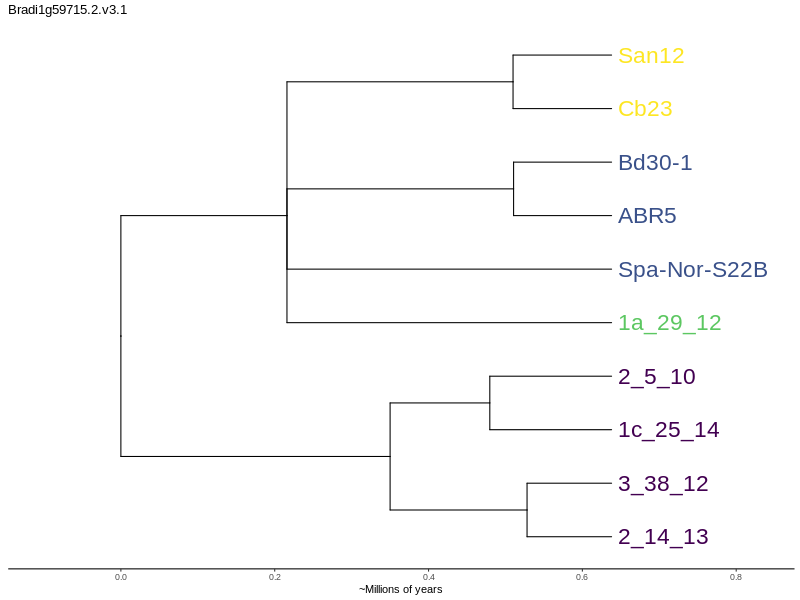 Bradi1g59715.2.v3.1
San12
Cb23
Bd30-1
ABR5
Spa-Nor-S22B
1a_29_12
2_5_10
1c_25_14
3_38_12
2_14_13
0.0 0.2 0.4 0.6 0.8
~Millions of years